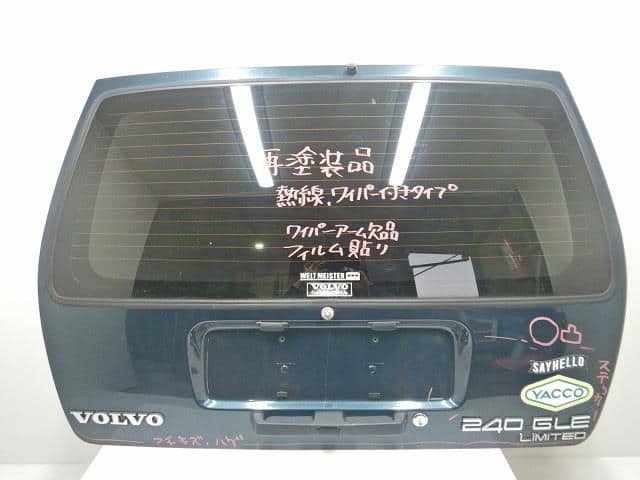 再塗装品
熱線、ワイパー付きタイプ
ワイパーアーム欠品
フィルム貼り
WELT MEISTER
VOLVO
SAYHELLO
YACCO
ステッカー
VOLVO
240 GLE
LIMITED